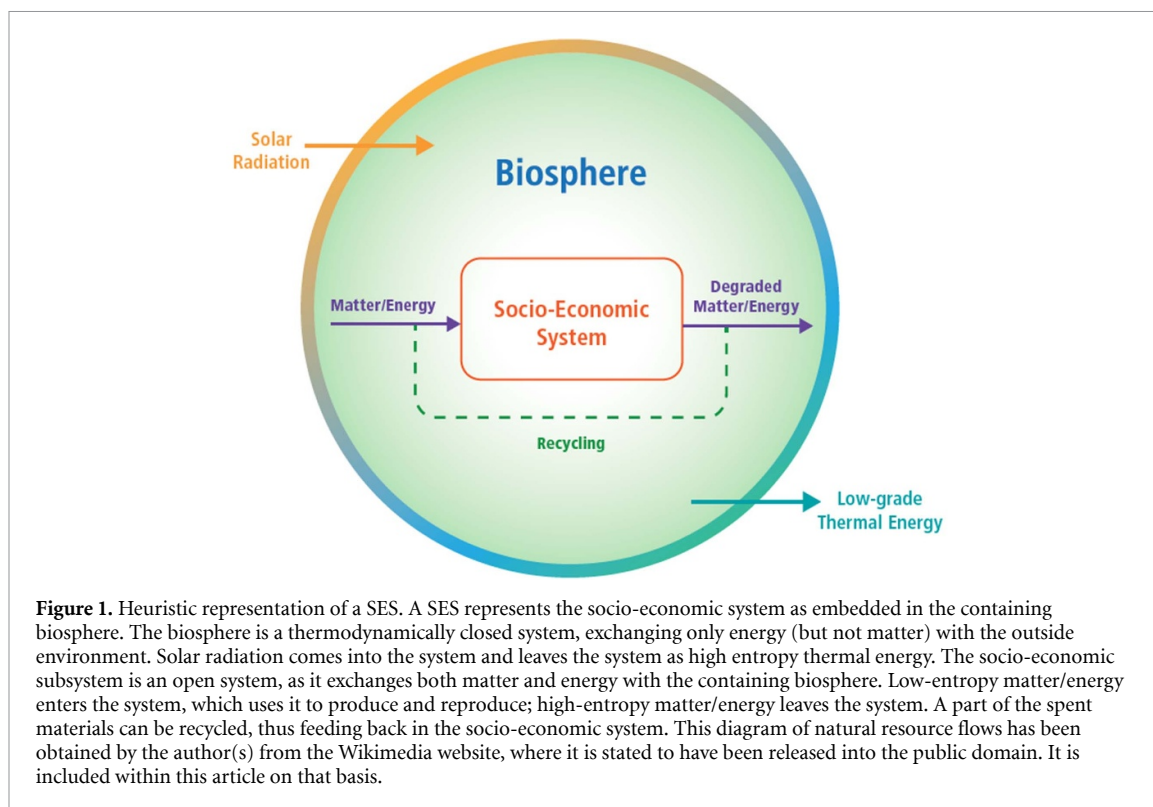 Solar
Radiation
Biosphere
Matter/Energy
Socio-Economic
System
Degraded
Matter/Energy
Recycling
Low-grade
Thermal Energy
Figure 1. Heuristic representation of a SES. A SES represents the socio-economic system as embedded in the containing
biosphere. The biosphere is a thermodynamically closed system, exchanging only energy (but not matter) with the outside
environment. Solar radiation comes into the system and leaves the system as high entropy thermal energy. The socio-economic
subsystem is an open system, as it exchanges both matter and energy with the containing biosphere. Low-entropy matter/energy
enters the system, which uses it to produce and reproduce; high-entropy matter/energy leaves the system. A part of the spent
materials can be recycled, thus feeding back in the socio-economic system. This diagram of natural resource flows has been
obtained by the author(s) from the Wikimedia website, where it is stated to have been released into the public domain. It is
included within this article on that basis.